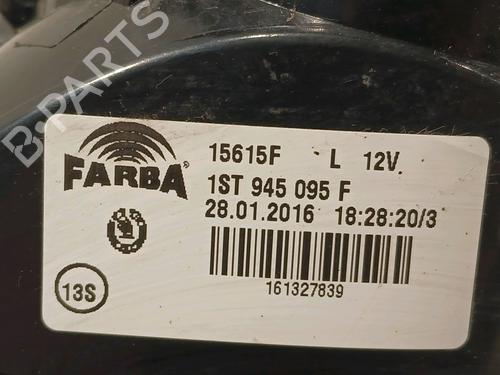 B-PARTS
FARBA®
15615F L 12V
1ST 945 095 F
28.01.2016 18:28:20/3
161327839
13S